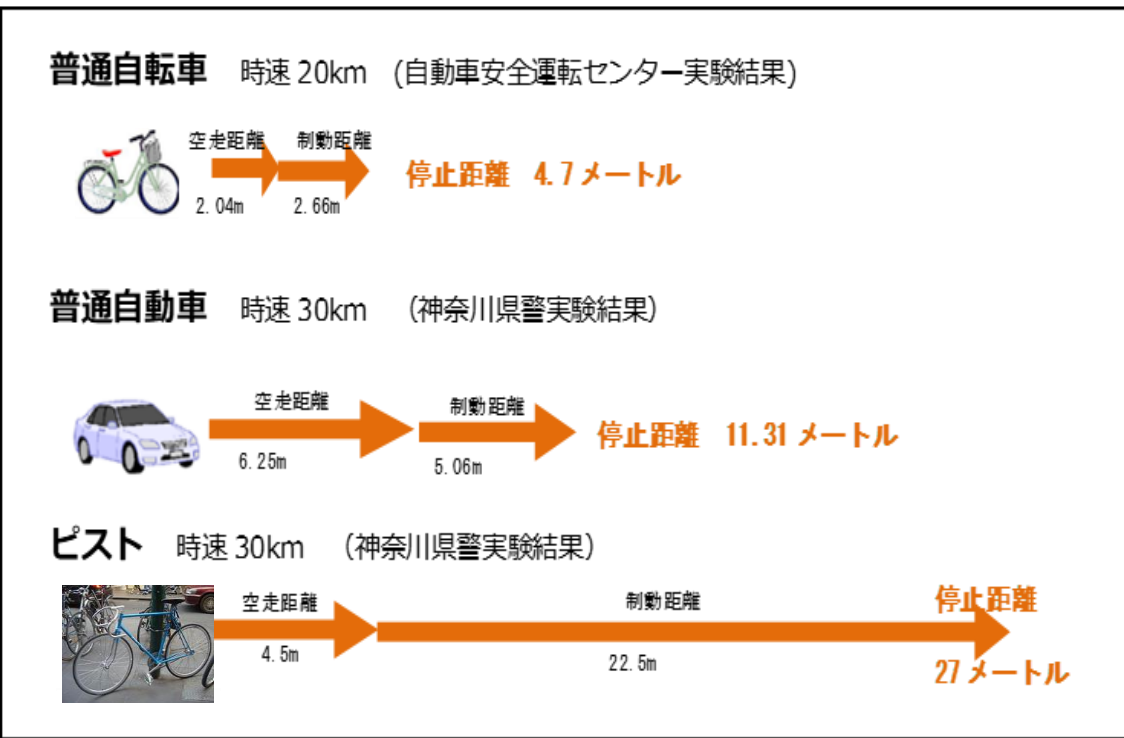 普通自転車 時速 20km (自動車安全運転センター実験結果)
空走距離 制動距離
停止距離 4.7メートル
2.04m 2.66m
普通自動車 時速 30km (神奈川県警実験結果)
空走距離 制動距離
停止距離 11.31メートル
6.25m 5.06m
ピスト 時速 30km (神奈川県警実験結果)
空走距離 制動距離 停止距離
4.5m 22.5m 27メートル